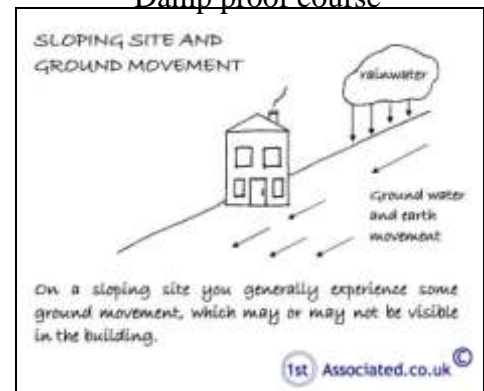 Damp proof course
SLOPING SITE AND
GROUND MOVEMENT
rainwater
Ground water
and earth
movement
On a sloping site you generally experience some
ground movement, which may or may not be visible
in the building.
1st Associated.co.uk ©